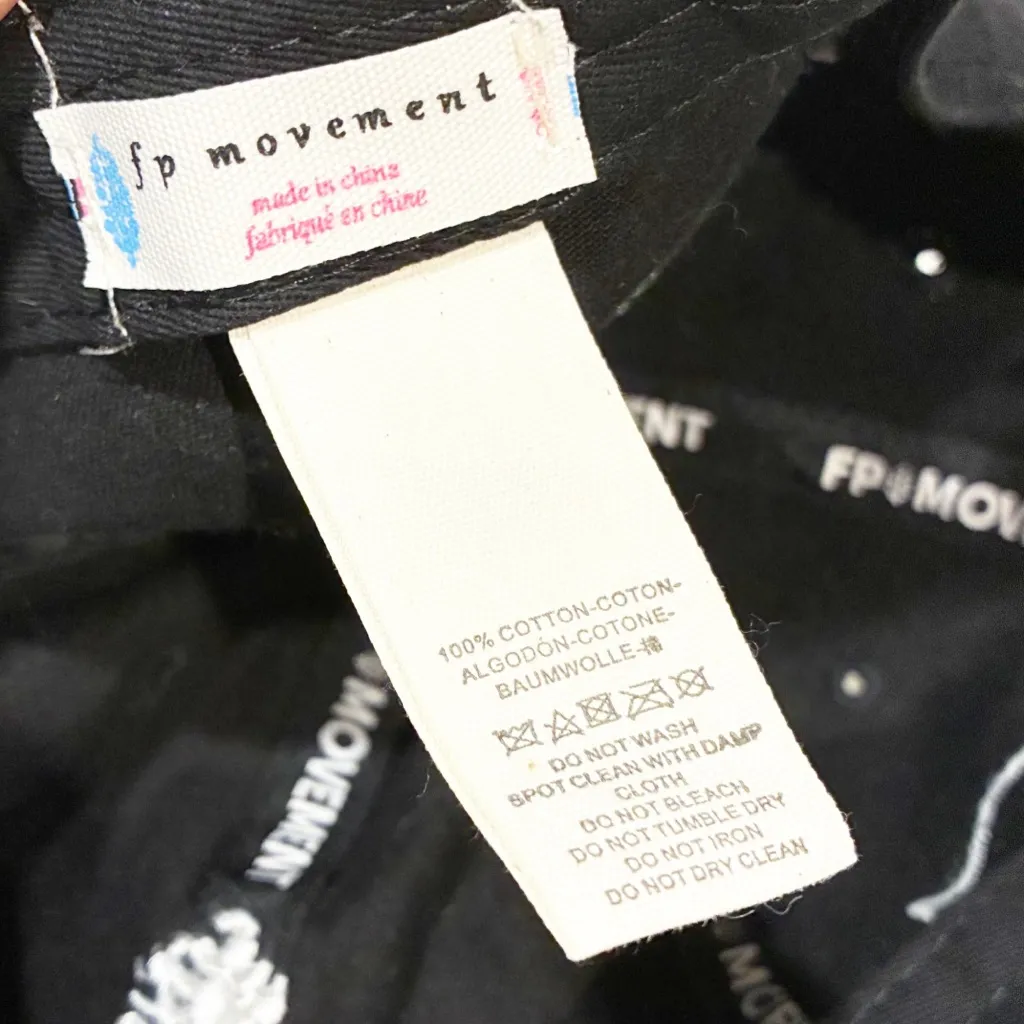 fp movement
made in china
fabriqué en chine
100% COTTON-COTON-
ALGODÓN-COTONE-
BAUMWOLLE-棉
DO NOT WASH
SPOT CLEAN WITH DAMP
CLOTH
DO NOT BLEACH
DO NOT TUMBLE DRY
DO NOT IRON
DO NOT DRY CLEAN
FP MOV
MOVEMENT